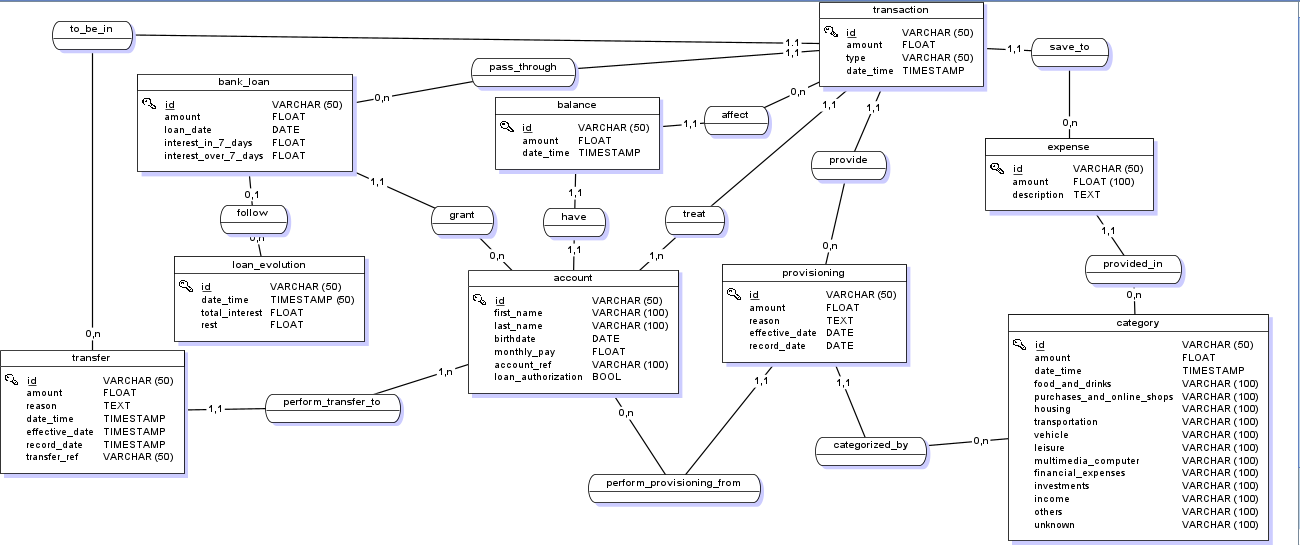 to_be_in
transaction
id VARCHAR (50)
amount FLOAT
type VARCHAR (50)
date_time TIMESTAMP
1,1
1,1
1,1
save_to
pass_through
bank_loan
id VARCHAR (50)
amount FLOAT
loan_date DATE
interest_in_7_days FLOAT
interest_over_7_days FLOAT
0,n
balance
id VARCHAR (50)
amount FLOAT
date_time TIMESTAMP
1,1
affect
0,n
1,1
1,1
0,n
expense
id VARCHAR (50)
amount FLOAT (100)
description TEXT
provide
1,1
0,1
follow
0,n
grant
0,n
1,1
have
1,1
treat
1,n
0,n
1,1
provided_in
0,n
loan_evolution
id VARCHAR (50)
date_time TIMESTAMP (50)
total_interest FLOAT
rest FLOAT
account
id VARCHAR (50)
first_name VARCHAR (100)
last_name VARCHAR (100)
birthdate DATE
monthly_pay FLOAT
account_ref VARCHAR (100)
loan_authorization BOOL
provisioning
id VARCHAR (50)
amount FLOAT
reason TEXT
effective_date DATE
record_date DATE
category
id VARCHAR (50)
amount FLOAT
date_time TIMESTAMP
food_and_drinks VARCHAR (100)
purchases_and_online_shops VARCHAR (100)
housing VARCHAR (100)
transportation VARCHAR (100)
vehicle VARCHAR (100)
leisure VARCHAR (100)
multimedia_computer VARCHAR (100)
financial_expenses VARCHAR (100)
investments VARCHAR (100)
income VARCHAR (100)
others VARCHAR (100)
unknown VARCHAR (100)
0,n
transfer
id VARCHAR (50)
amount FLOAT
reason TEXT
date_time TIMESTAMP
effective_date TIMESTAMP
record_date TIMESTAMP
transfer_ref VARCHAR (50)
1,1
perform_transfer_to
1,n
0,n
1,1
1,1
categorized_by
0,n
perform_provisioning_from